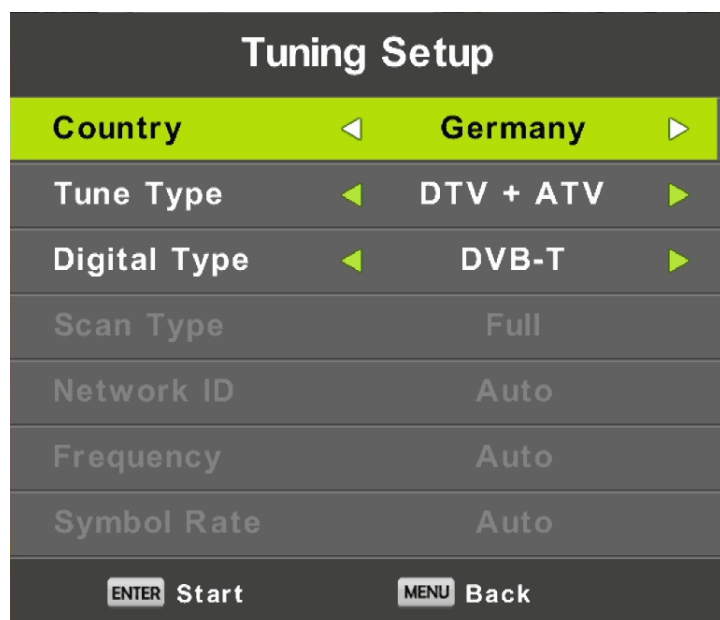 Tuning Setup
Country Germany
Tune Type DTV + ATV
Digital Type DVB-T
Scan Type Full
Network ID Auto
Frequency Auto
Symbol Rate Auto
ENTER Start MENU Back